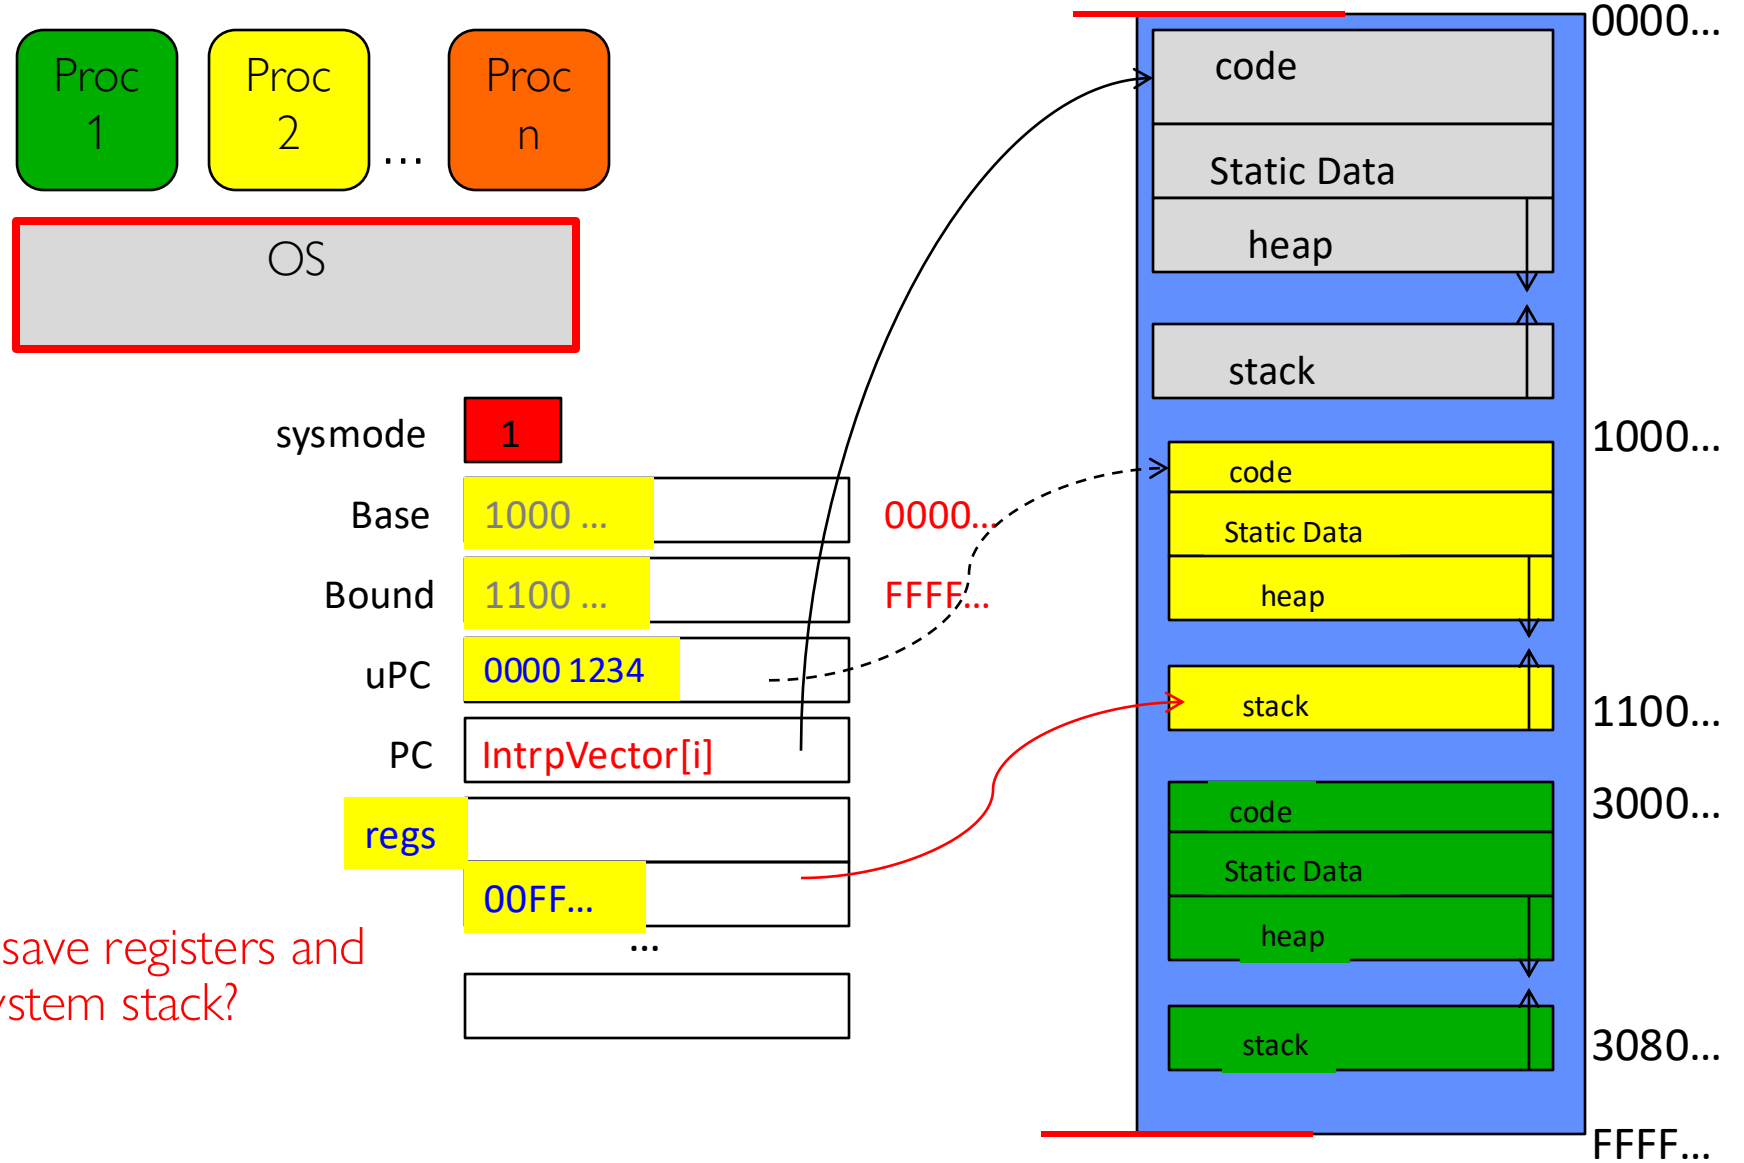 Proc
1
Proc
2
...
Proc
n
OS
sysmode
1
Base
1000 ...
0000...
Bound
1100 ...
FFFF...
uPC
0000 1234
PC
IntrpVector[i]
regs
00FF...
...
save registers and
ystem stack?
code
Static Data
heap
stack
code
Static Data
heap
stack
code
Static Data
heap
stack
0000...
1000...
1100...
3000...
3080...
FFFF...